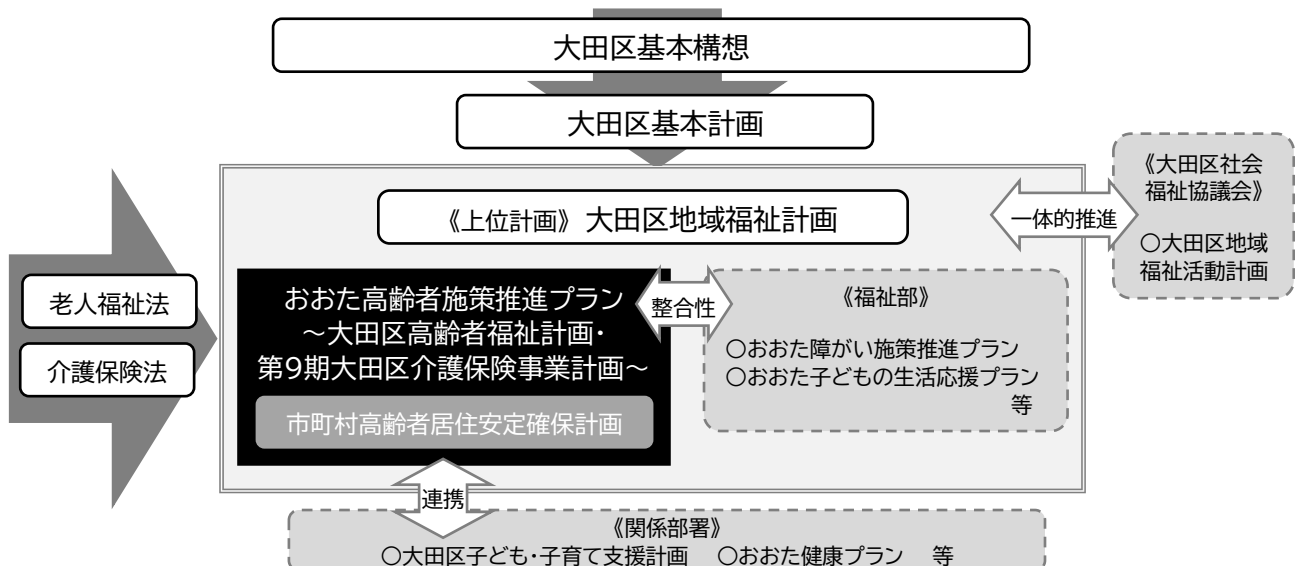 大田区基本構想
大田区基本計画
《上位計画》 大田区地域福祉計画
一体的推進
《大田区社会
福祉協議会》
○大田区地域
福祉活動計画
老人福祉法
介護保険法
おおた高齢者施策推進プラン
～大田区高齢者福祉計画・
第9期大田区介護保険事業計画～
市町村高齢者居住安定確保計画
整合性
《福祉部》
○おおた障がい施策推進プラン
○おおた子どもの生活応援プラン
等
連携
《関係部署》
○大田区子ども・子育て支援計画 ○おおた健康プラン 等